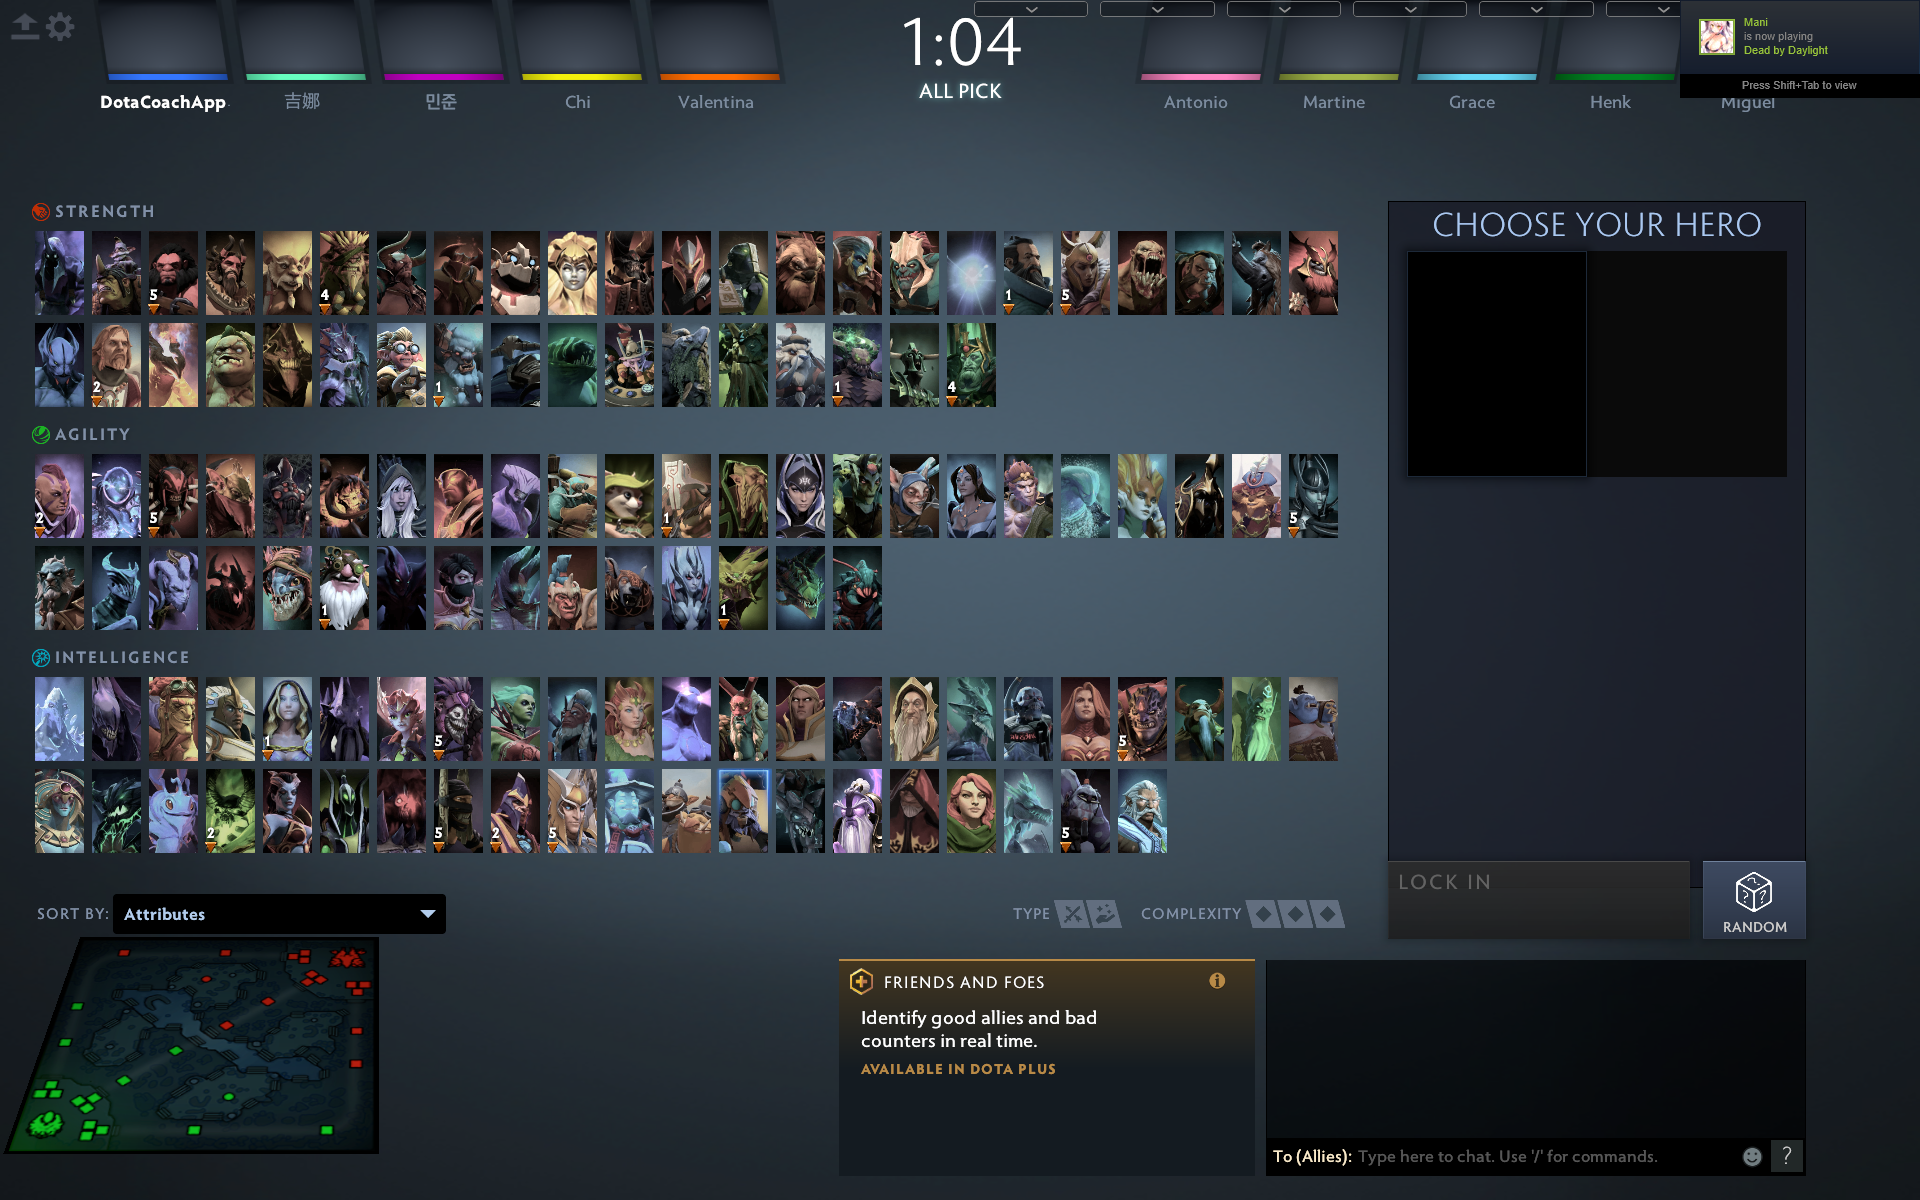 1:04
ALL PICK
Mani
is now playing
Dead by Daylight
Press Shift+Tab to view
DotaCoachApp
吉娜
민준
Chi
Valentina
Antonio
Martine
Grace
Henk
Miguel
STRENGTH
5
4
1
5
2
1
1
4
AGILITY
2
5
1
5
1
1
INTELLIGENCE
1
5
5
2
5
2
5
5
CHOOSE YOUR HERO
LOCK IN
RANDOM
SORT BY:
Attributes
TYPE
COMPLEXITY
FRIENDS AND FOES
Identify good allies and bad
counters in real time.
AVAILABLE IN DOTA PLUS
To (Allies): Type here to chat. Use '/' for commands.
?